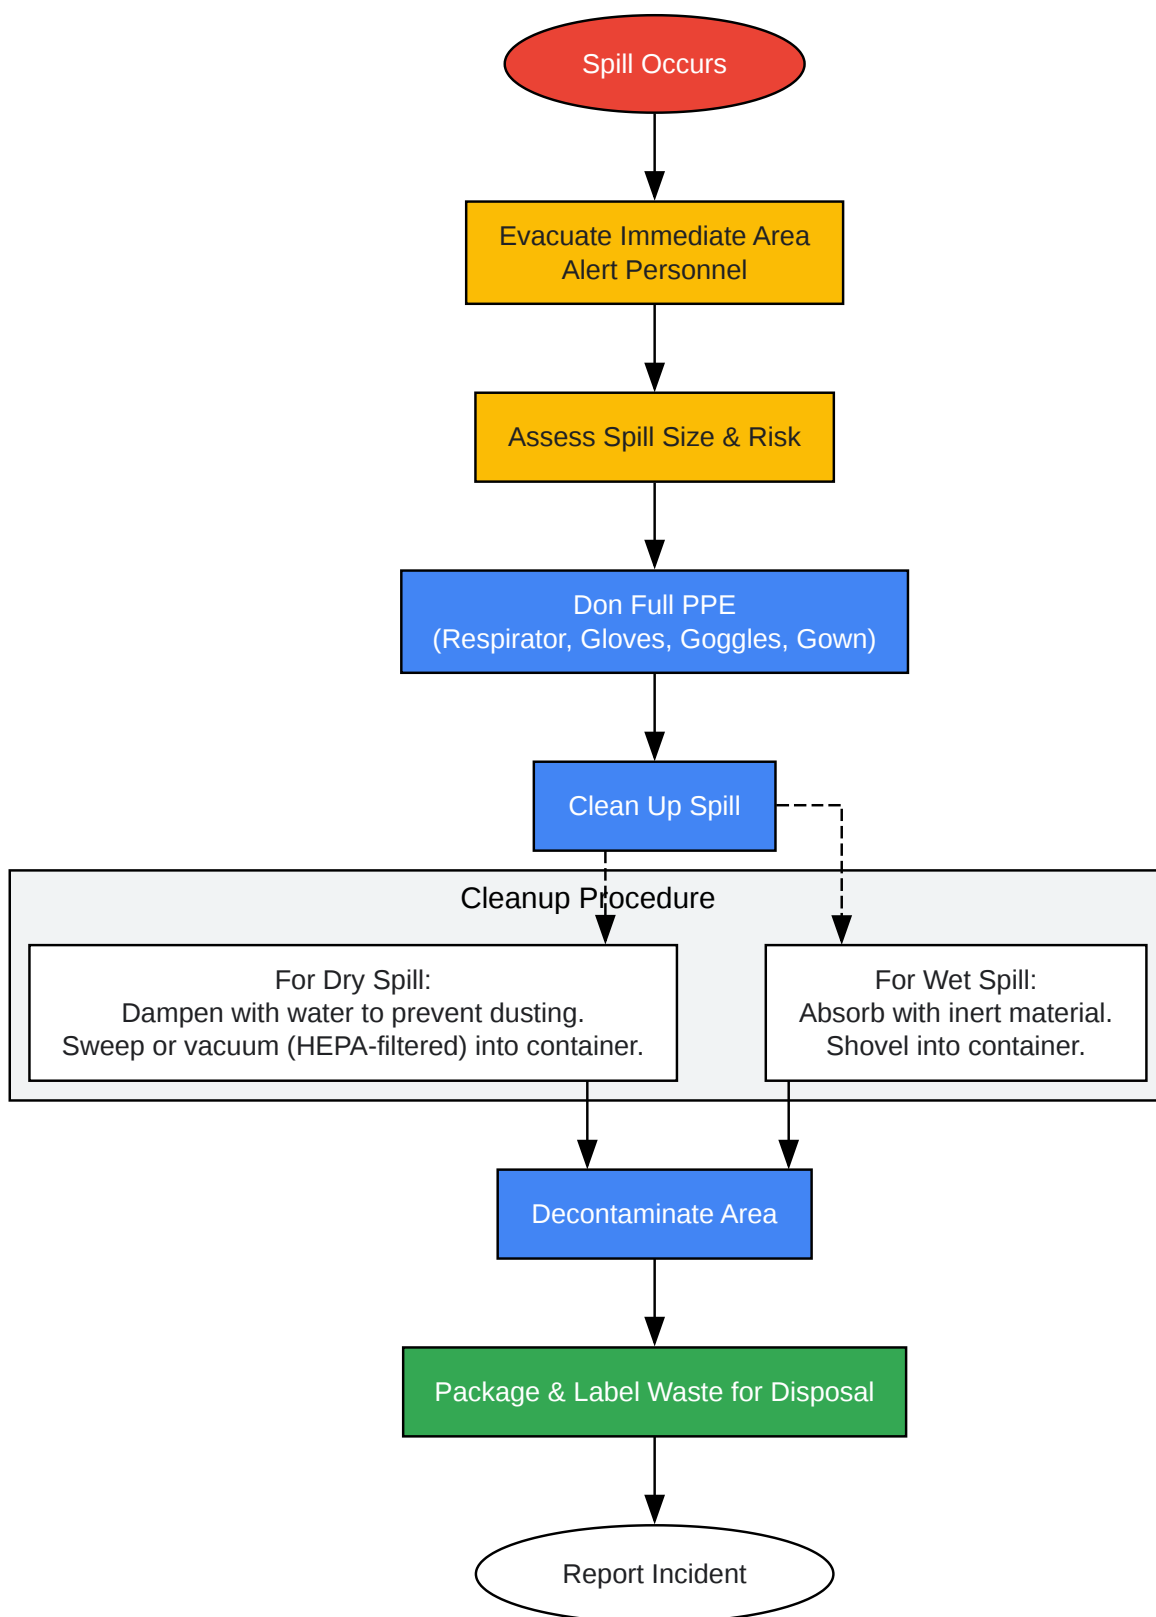 Spill Occurs
Evacuate Immediate Area
Alert Personnel
Assess Spill Size & Risk
Don Full PPE
(Respirator, Gloves, Goggles, Gown)
Clean Up Spill
Cleanup Procedure
For Dry Spill:
Dampen with water to prevent dusting.
Sweep or vacuum (HEPA-filtered) into container.
For Wet Spill:
Absorb with inert material.
Shovel into container.
Decontaminate Area
Package & Label Waste for Disposal
Report Incident